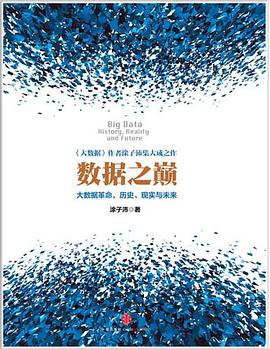 Big Data
History, Reality
and Future
《大数据》作者涂子沛集大成之作
数据之巅
大数据革命，历史、现实与未来
涂子沛●著